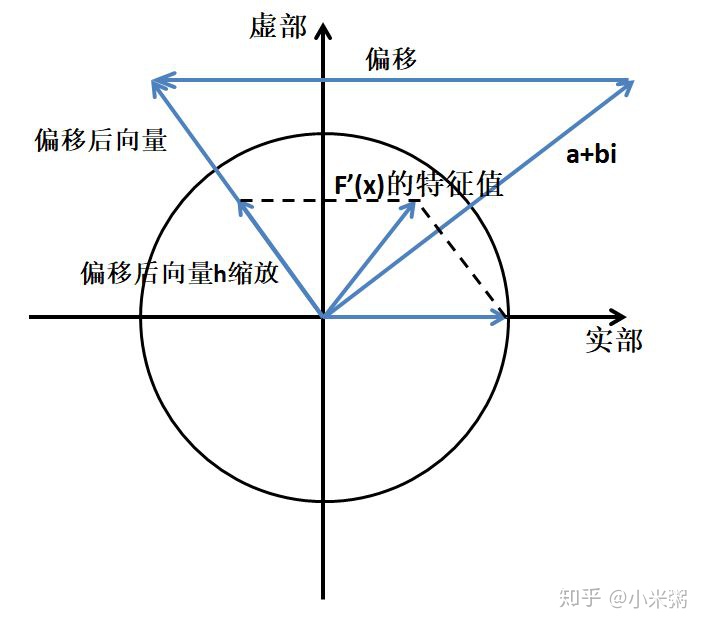 虚部
偏移
偏移后向量
a+bi
F’(x)的特征值
偏移后向量h缩放
实部
知乎 @小米粥